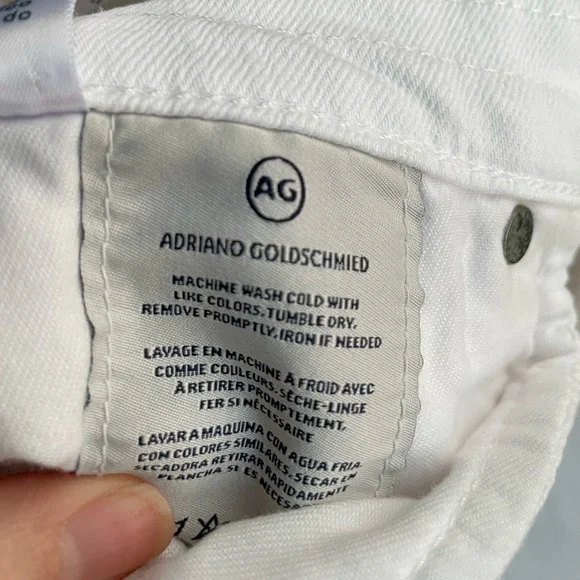 do
AG
ADRIANO GOLDSCHMIED
MACHINE WASH COLD WITH
LIKE COLORS, TUMBLE DRY,
REMOVE PROMPTLY, IRON IF NEEDED
LAVAGE EN MACHINE À FROID AVEC
COMME COULEURS, SÈCHE-LINGE
À RETIRER PROMPTEMENT,
FER SI NÉCESSAIRE
LAVAR A MAQUINA CON AGUA FRIA
CON COLORES SIMILARES, SECAR EN
SECADORA RETIRAR RAPIDAMENTE
PLANCHA SI ES NECESARIO